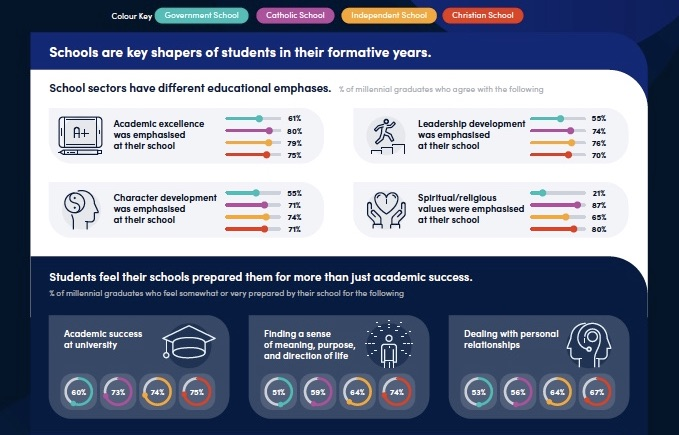 Colour Key Government School Catholic School Independent School Christian School
Schools are key shapers of students in their formative years.
School sectors have different educational emphases. % of millennial graduates who agree with the following
A+
Academic excellence
was emphasised
at their school
61%
80%
79%
75%
Leadership development
was emphasised
at their school
55%
74%
76%
70%
Character development
was emphasised
at their school
55%
71%
74%
71%
Spiritual/religious
values were emphasised
at their school
21%
87%
65%
80%
Students feel their schools prepared them for more than just academic success.
% of millennial graduates who feel somewhat or very prepared by their school for the following
Academic success
at university
60% 73% 74% 75%
Finding a sense
of meaning, purpose,
and direction of life
51% 59% 64% 74%
Dealing with personal
relationships
53% 56% 64% 67%